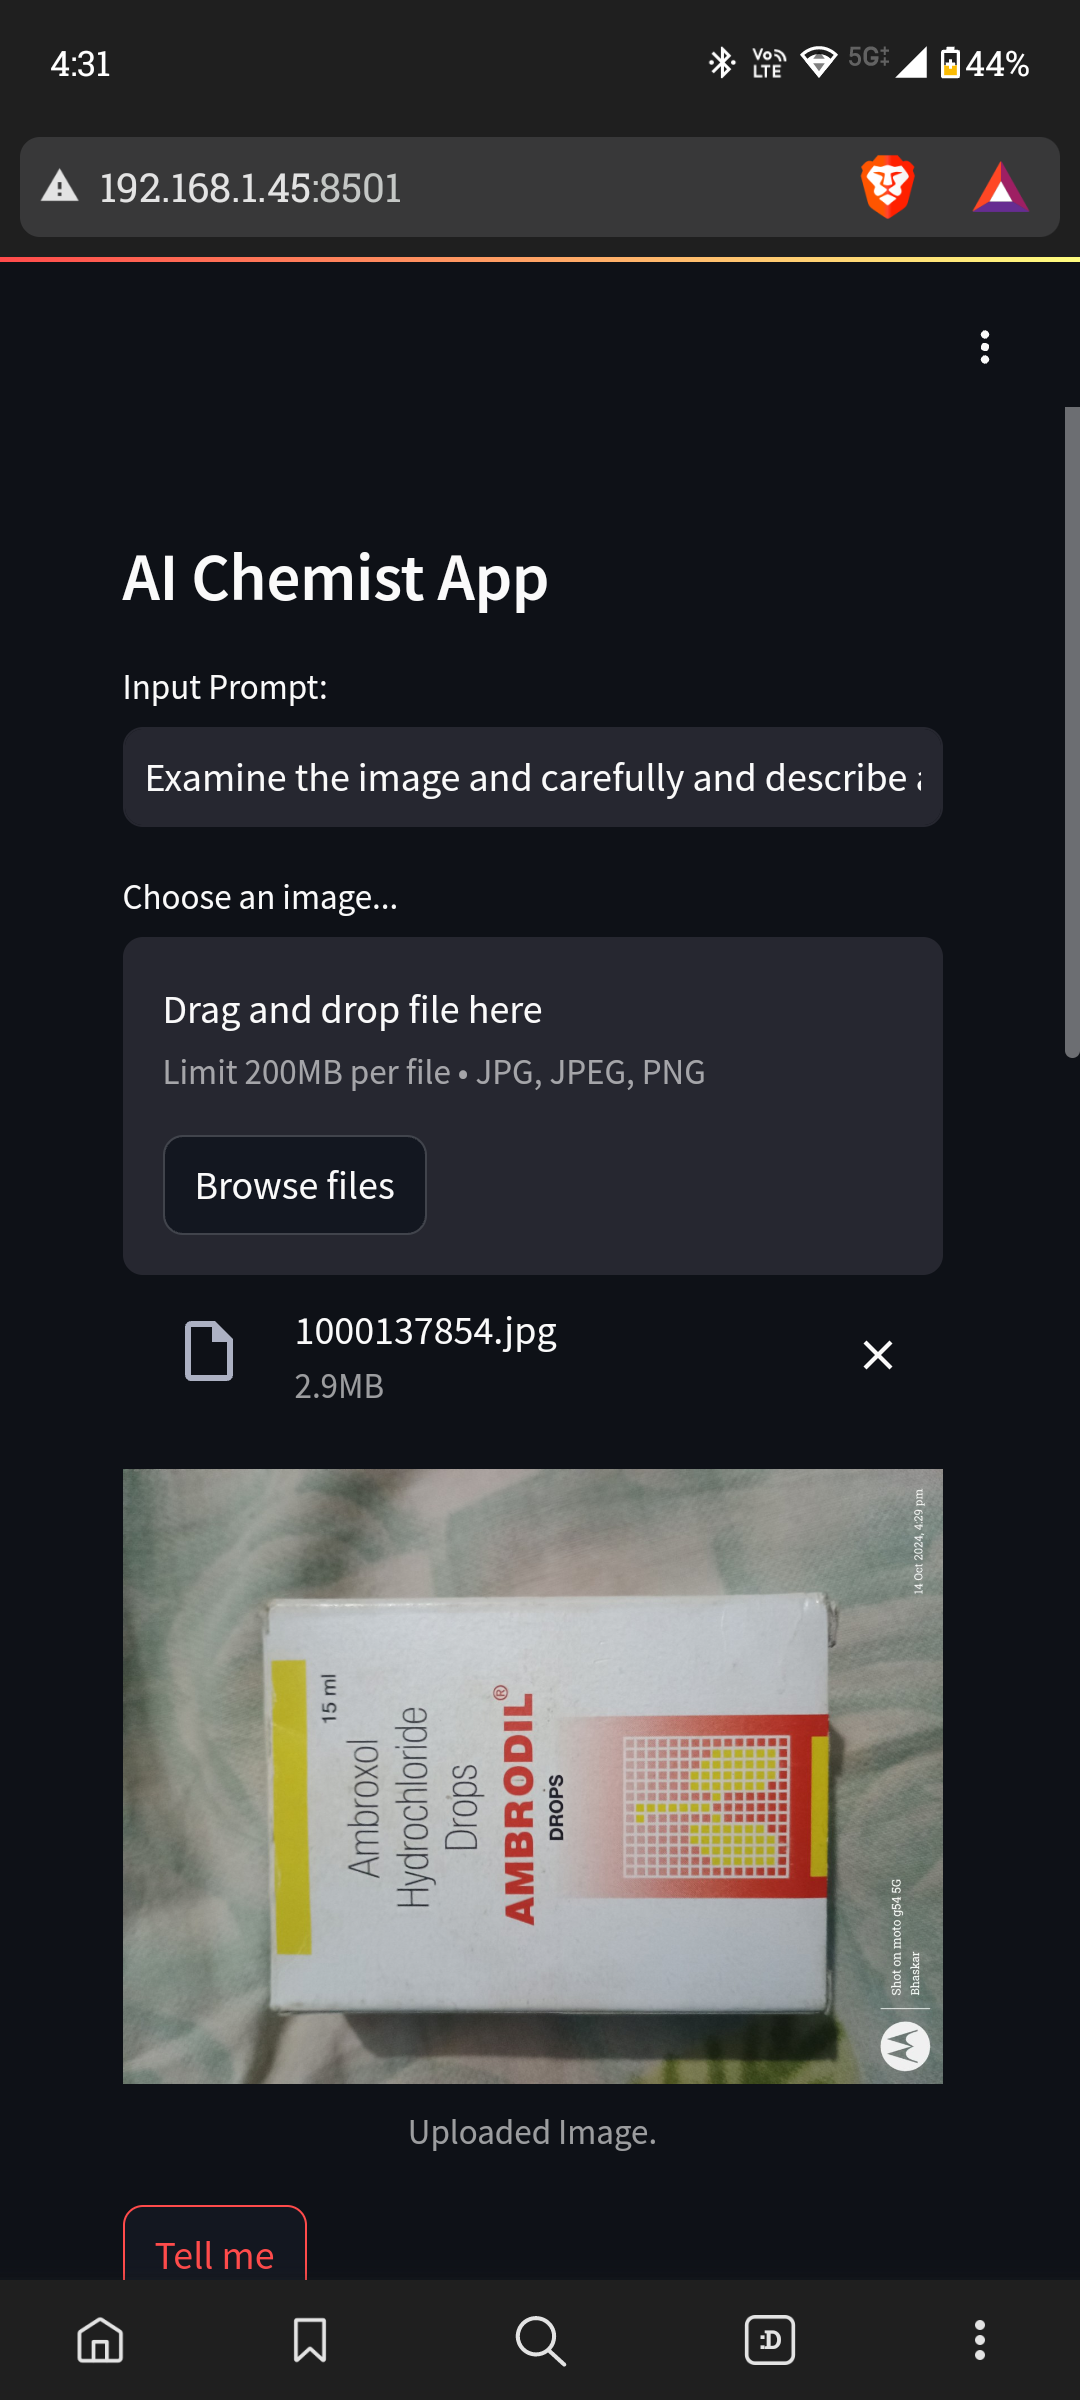 4:31
Vo LTE
5G
44%
192.168.1.45:8501
AI Chemist App
Input Prompt:
Examine the image and carefully and describe
Choose an image...
Drag and drop file here
Limit 200MB per file • JPG, JPEG, PNG
Browse files
1000137854.jpg
2.9MB
15 ml
Ambroxol
Hydrochloride
Drops
AMBRODIL®
DROPS
Shot on moto g54 5G
Bhaskar
14 Oct 2024, 4:29 pm
Uploaded Image.
Tell me
:D